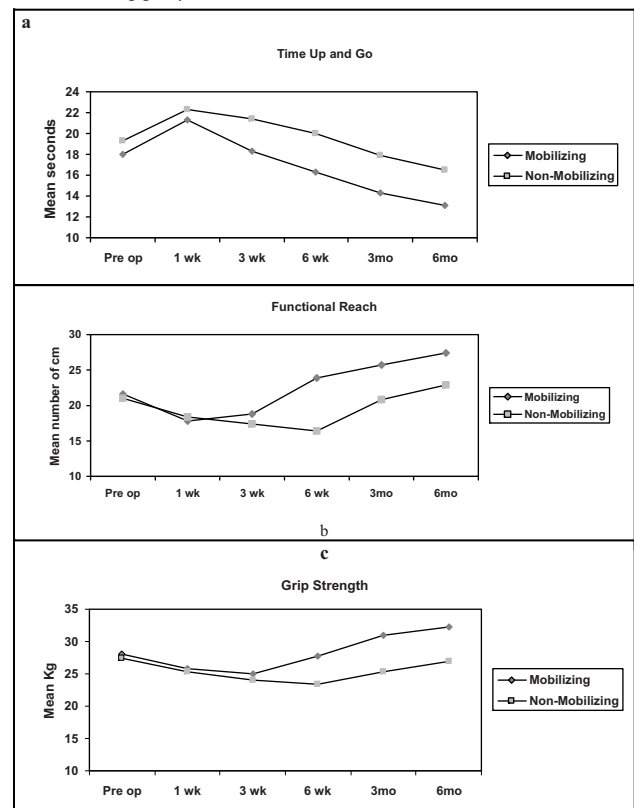 a
Time Up and Go
Mean seconds
24
22
20
18
16
14
12
10
Pre op 1 wk 3 wk 6 wk 3mo 6mo
Mobilizing
Non-Mobilizing
Functional Reach
Mean number of cm
30
25
20
15
10
Pre op 1 wk 3 wk 6 wk 3mo 6mo
Mobilizing
Non-Mobilizing
b
c
Grip Strength
Mean Kg
35
30
25
20
15
10
Pre op 1 wk 3 wk 6 wk 3mo 6mo
Mobilizing
Non-Mobilizing